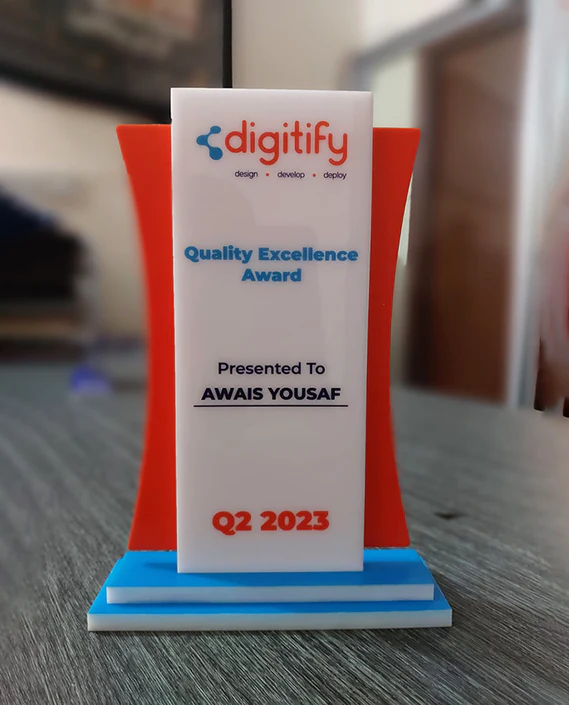 digitify
design • develop • deploy
Quality Excellence
Award
Presented To
AWAIS YOUSAF
Q2 2023